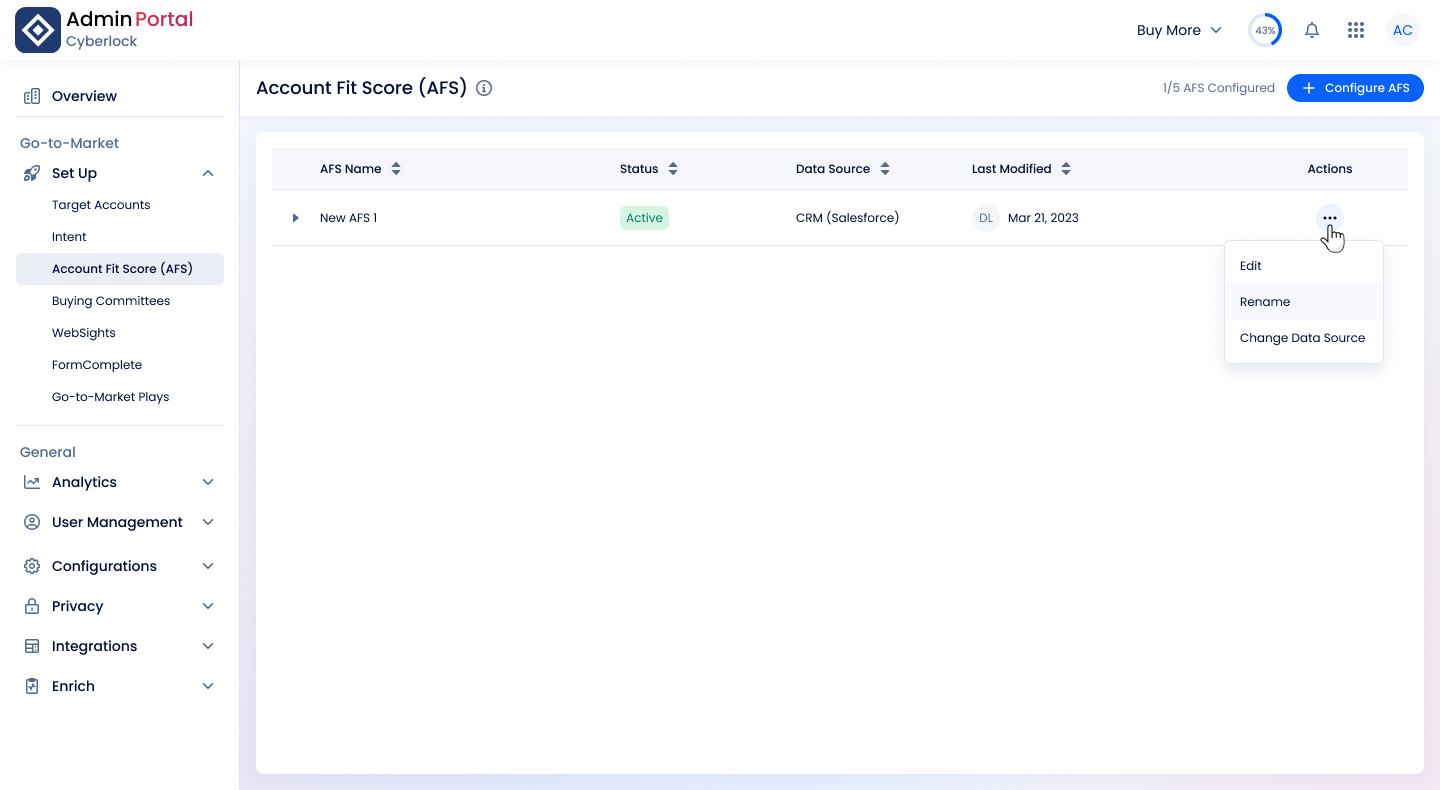 Admin Portal
Cyberlock
Buy More
43%
AC
Overview
Go-to-Market
Set Up
Target Accounts
Intent
Account Fit Score (AFS)
Buying Committees
WebSights
FormComplete
Go-to-Market Plays
General
Analytics
User Management
Configurations
Privacy
Integrations
Enrich
Account Fit Score (AFS)
1/5 AFS Configured
Configure AFS
AFS Name Status Data Source Last Modified Actions
New AFS 1 Active CRM (Salesforce) DL Mar 21, 2023
Edit
Rename
Change Data Source